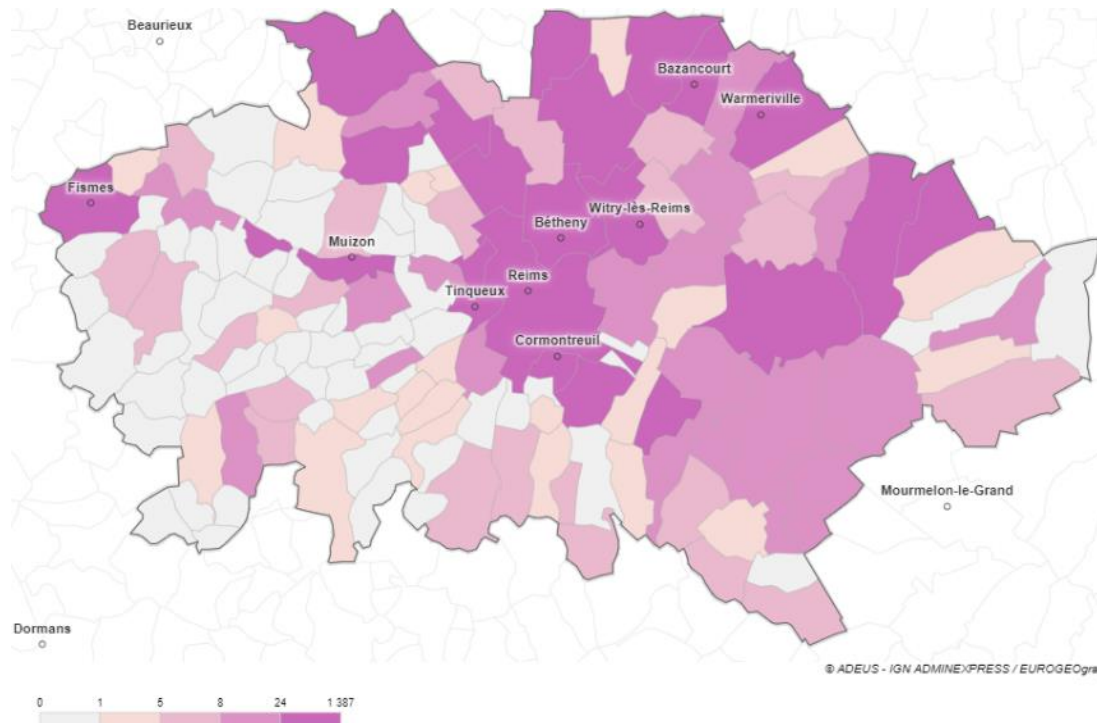 Beaurieux
Bazancourt
Warmeriville
Fismes
Witry-lès-Reims
Bétheny
Muizon
Reims
Tinqueux
Cormontreuil
Mourmelon-le-Grand
Dormans
© ADEUS - IGN ADMINEXPRESS / EUROGEOgra
0 1 5 8 24 1 387